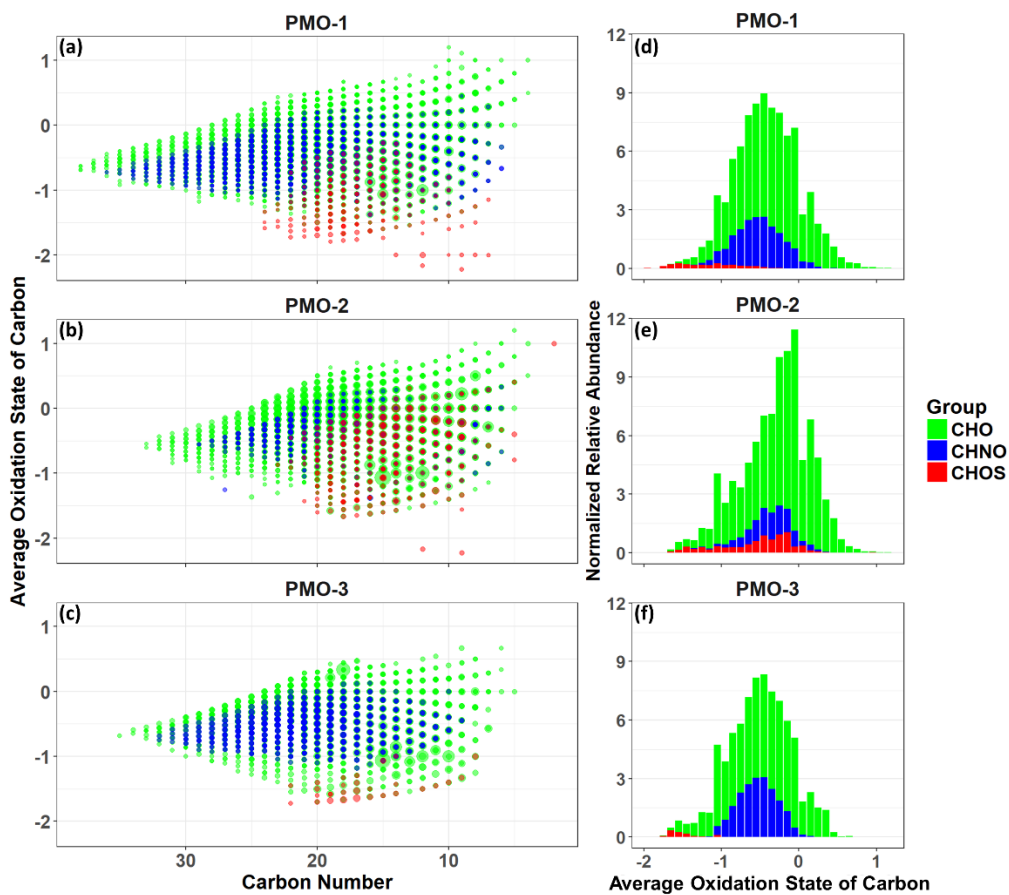 PMO-1
(a)
1
0
-1
-2
PMO-2
(b)
1
0
-1
-2
PMO-3
(c)
1
0
-1
-2
30
20
10
Carbon Number
Average Oxidation State of Carbon
PMO-1
(d)
12
9
6
3
0
PMO-2
(e)
12
9
6
3
0
PMO-3
(f)
12
9
6
3
0
-2
-1
0
1
Average Oxidation State of Carbon
Normalized Relative Abundance
Group
CHO
CHNO
CHOS